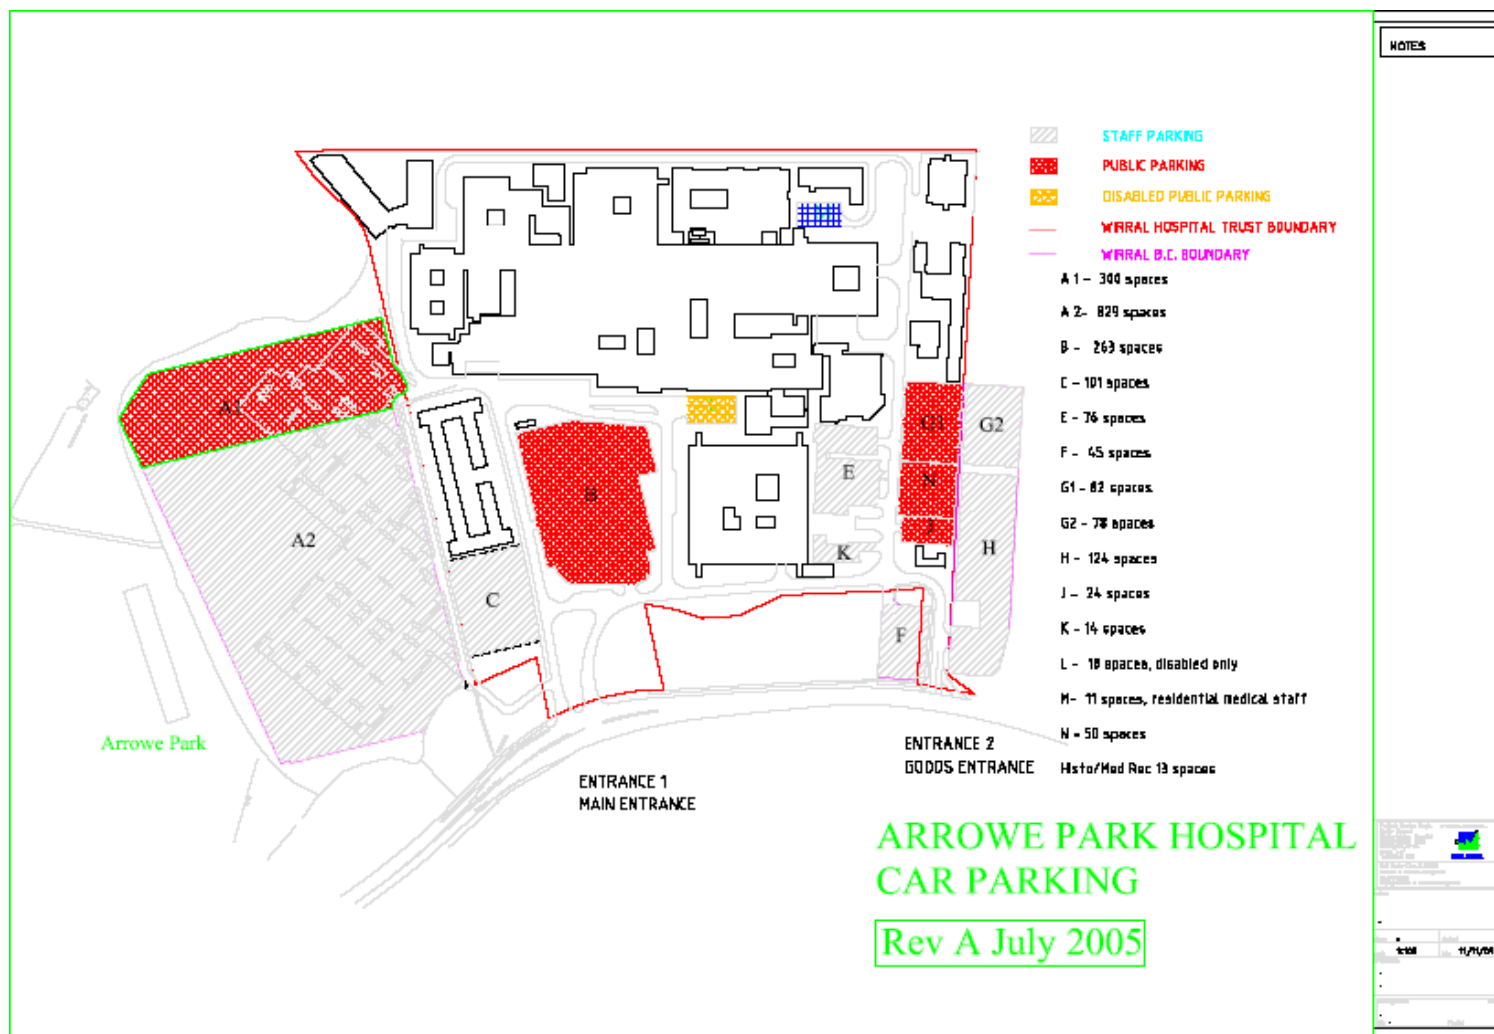 NOTES
STAFF PARKING
PUBLIC PARKING
DISABLED PUBLIC PARKING
WIRRAL HOSPITAL TRUST BOUNDARY
WIRRAL B.C. BOUNDARY
A 1 - 300 spaces
A 2- 829 spaces
B - 263 spaces
C - 101 spaces
E - 76 spaces
F - 45 spaces
G1 - 82 spaces
G2 - 78 spaces
H - 124 spaces
J - 24 spaces
K - 14 spaces
L - 18 spaces, disabled only
M- 11 spaces, residential medical staff
N - 50 spaces
Histo/Med Rec 13 spaces
A1
A2
B
C
E
K
G1
N
J
G2
H
F
Arrowe Park
ENTRANCE 1
MAIN ENTRANCE
ENTRANCE 2
GOODS ENTRANCE
ARROWE PARK HOSPITAL
CAR PARKING
Rev A July 2005